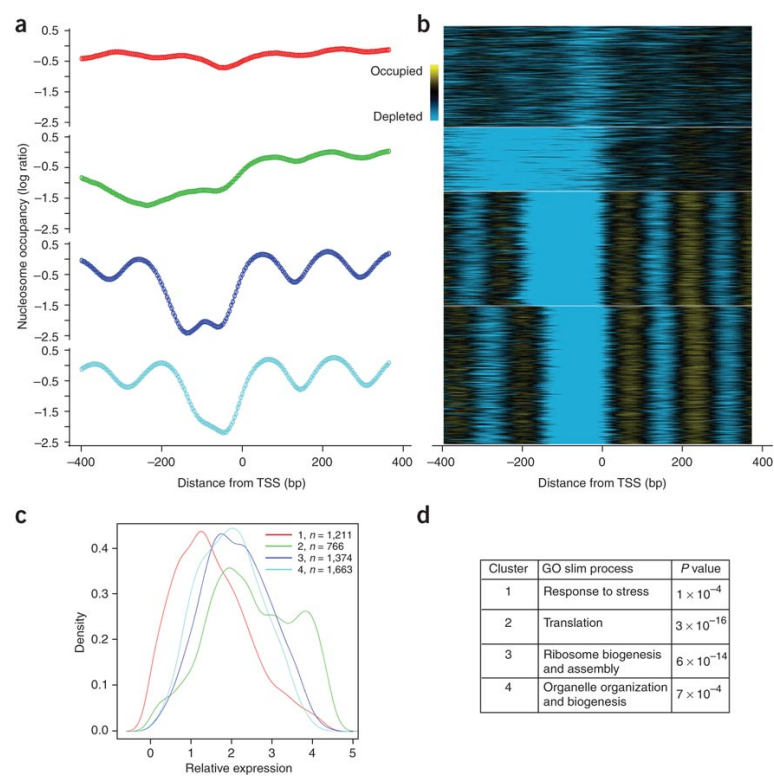 a
b
0.5
−0.5
−1.5
−2.5
0.5
−0.5
−1.5
−2.5
0.5
−0.5
−1.5
−2.5
0.5
−0.5
−1.5
−2.5
Nucleosome occupancy (log ratio)
−400
−200
0
200
400
Distance from TSS (bp)
Occupied
Depleted
−400
−200
0
200
400
Distance from TSS (bp)
c
d
1, n = 1,211
2, n = 766
3, n = 1,374
4, n = 1,663
0.4
0.3
0.2
0.1
0.0
Density
0
1
2
3
4
5
Relative expression
Cluster GO slim process P value
1 Response to stress 1 × 10⁻⁴
2 Translation 3 × 10⁻¹⁶
3 Ribosome biogenesis
and assembly 6 × 10⁻¹⁴
4 Organelle organization
and biogenesis 7 × 10⁻⁴